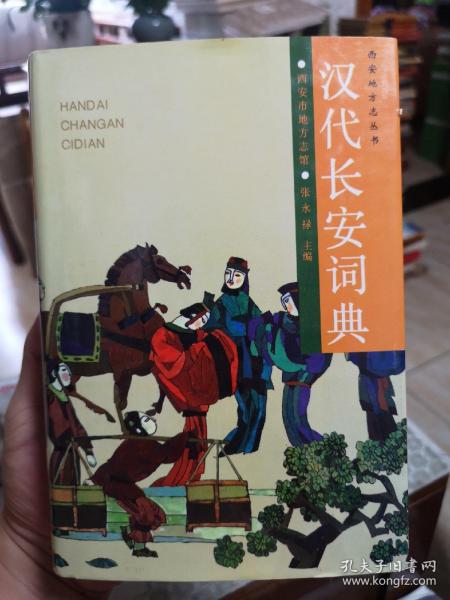 西安地方志丛书
汉代长安词典
西安市地方志馆 张永禄 主编
HANDAI
CHANGAN
CIDIAN
孔夫子旧书网
www.kongfz.com